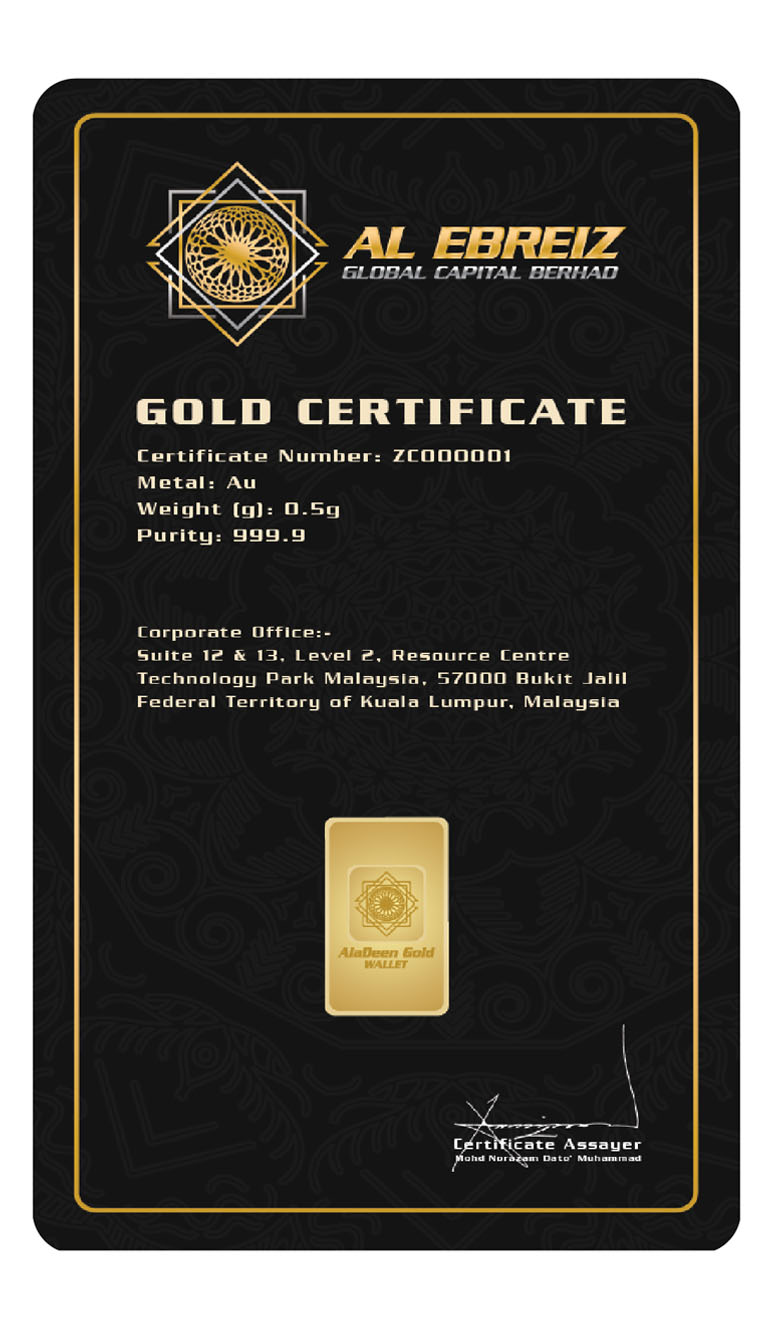 AL EBREIZ
GLOBAL CAPITAL BERHAD
GOLD CERTIFICATE
Certificate Number: ZC000001
Metal: Au
Weight (g): 0.5g
Purity: 999.9
Corporate Office:-
Suite 12 & 13, Level 2, Resource Centre
Technology Park Malaysia, 57000 Bukit Jalil
Federal Territory of Kuala Lumpur, Malaysia
AlaDeen Gold
WALLET
Certificate Assayer
Mohd Norazam Dato' Muhammad